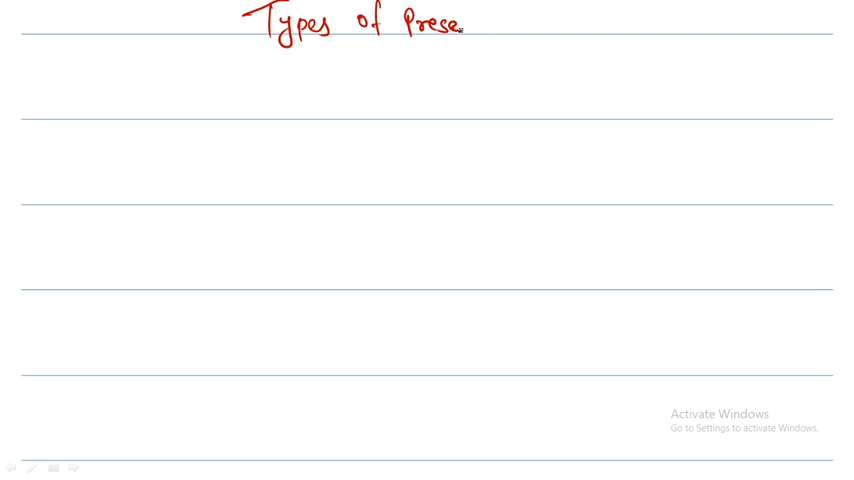 Types of Prese
Activate Windows
Go to Settings to activate Windows.